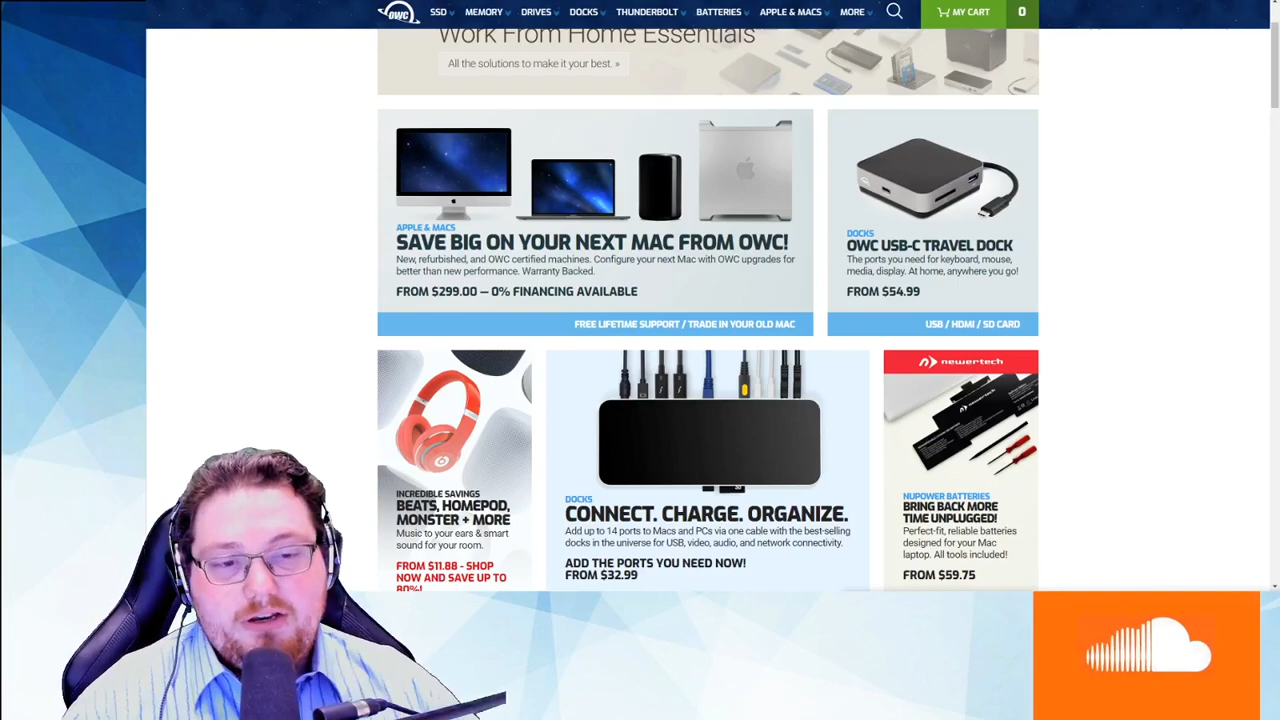 OWC
SSD
MEMORY
DRIVES
DOCKS
THUNDERBOLT
BATTERIES
APPLE & MACS
MORE
MY CART
0
Work From Home Essentials
All the solutions to make it your best. »
APPLE & MACS
SAVE BIG ON YOUR NEXT MAC FROM OWC!
New, refurbished, and OWC certified machines. Configure your next Mac with OWC upgrades for
better than new performance. Warranty Backed.
FROM $299.00 — 0% FINANCING AVAILABLE
FREE LIFETIME SUPPORT / TRADE IN YOUR OLD MAC
DOCKS
OWC USB-C TRAVEL DOCK
The ports you need for keyboard, mouse,
media, display. At home, anywhere you go!
FROM $54.99
USB / HDMI / SD CARD
INCREDIBLE SAVINGS
BEATS, HOMEPOD,
MONSTER + MORE
Music to your ears & smart
sound for your room.
FROM $11.88 - SHOP
NOW AND SAVE UP TO
80%!
DOCKS
CONNECT. CHARGE. ORGANIZE.
Add up to 14 ports to Macs and PCs via one cable with the best-selling
docks in the universe for USB, video, audio, and network connectivity.
ADD THE PORTS YOU NEED NOW!
FROM $32.99
newertech
newertech
NUPOWER BATTERIES
BRING BACK MORE
TIME UNPLUGGED!
Perfect-fit, reliable batteries
designed for your Mac
laptop. All tools included!
FROM $59.75